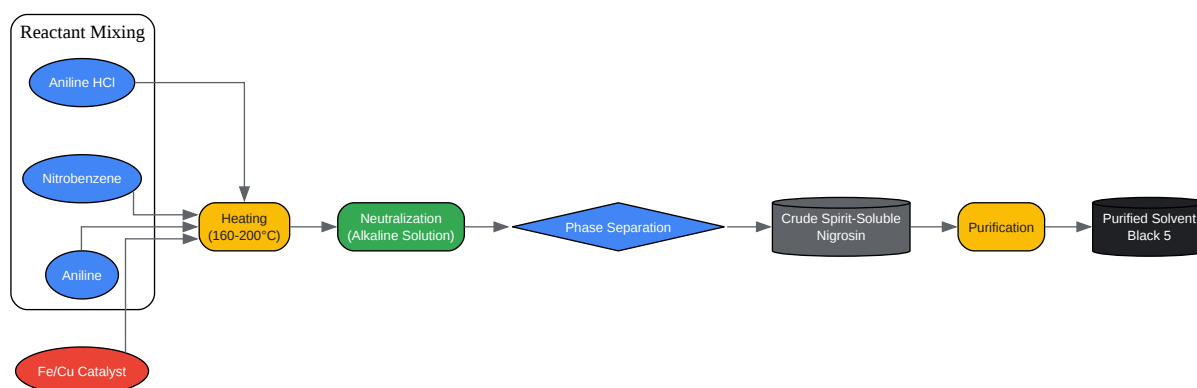 Reactant Mixing
Aniline HCl
Nitrobenzene
Aniline
Fe/Cu Catalyst
Heating
(160-200°C)
Neutralization
(Alkaline Solution)
Phase Separation
Crude Spirit-Soluble
Nigrosin
Purification
Purified Solvent
Black 5